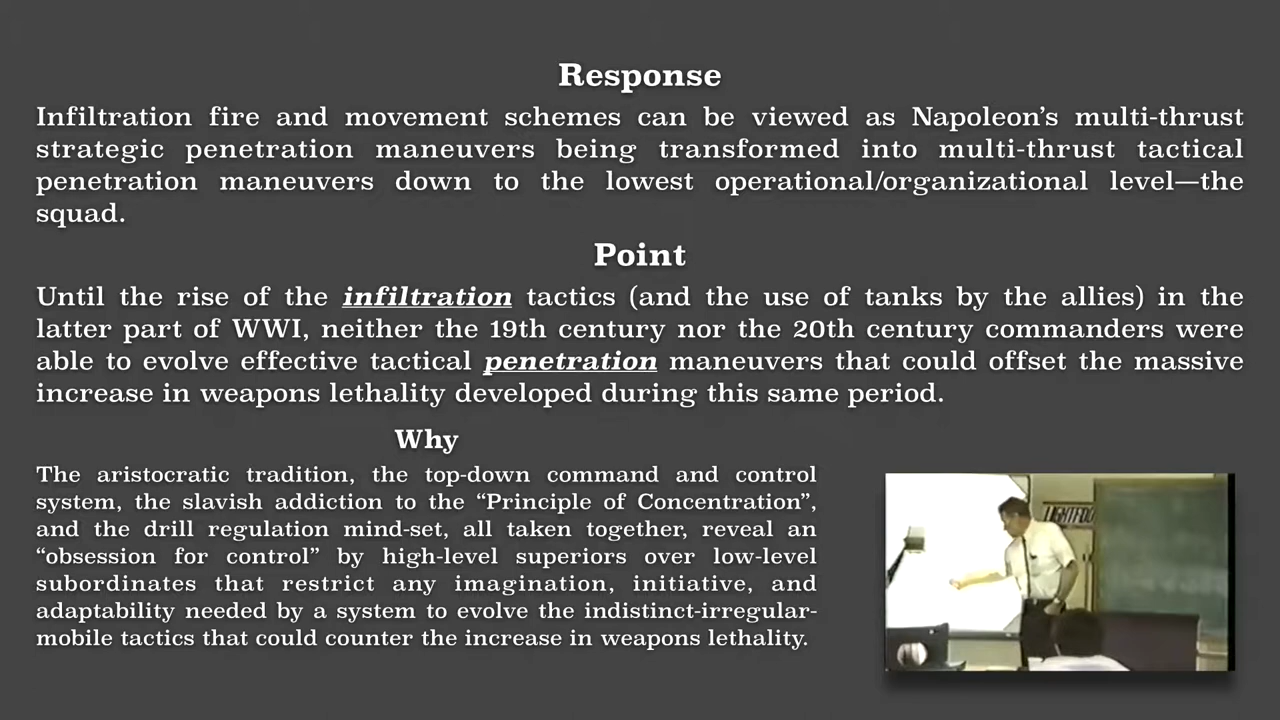 Response
Infiltration fire and movement schemes can be viewed as Napoleon’s multi-thrust
strategic penetration maneuvers being transformed into multi-thrust tactical
penetration maneuvers down to the lowest operational/organizational level—the
squad.
Point
Until the rise of the infiltration tactics (and the use of tanks by the allies) in the
latter part of WWI, neither the 19th century nor the 20th century commanders were
able to evolve effective tactical penetration maneuvers that could offset the massive
increase in weapons lethality developed during this same period.
Why
The aristocratic tradition, the top-down command and control
system, the slavish addiction to the “Principle of Concentration”,
and the drill regulation mind-set, all taken together, reveal an
“obsession for control” by high-level superiors over low-level
subordinates that restrict any imagination, initiative, and
adaptability needed by a system to evolve the indistinct-irregular-
mobile tactics that could counter the increase in weapons lethality.